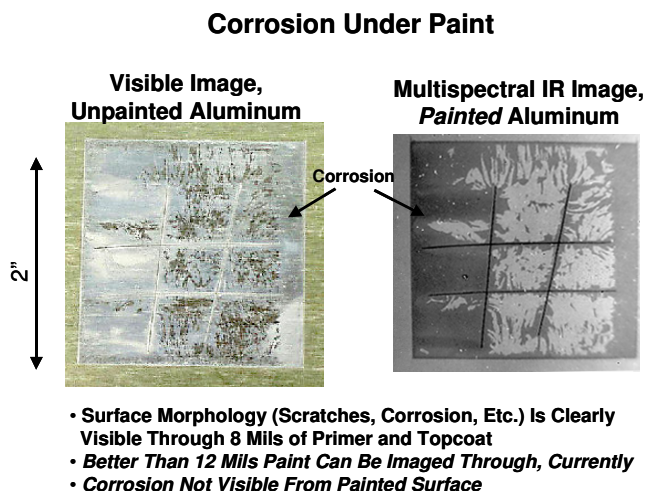 Corrosion Under Paint
Visible Image,
Unpainted Aluminum
Multispectral IR Image,
Painted Aluminum
Corrosion
2”
• Surface Morphology (Scratches, Corrosion, Etc.) Is Clearly
Visible Through 8 Mils of Primer and Topcoat
• Better Than 12 Mils Paint Can Be Imaged Through, Currently
• Corrosion Not Visible From Painted Surface